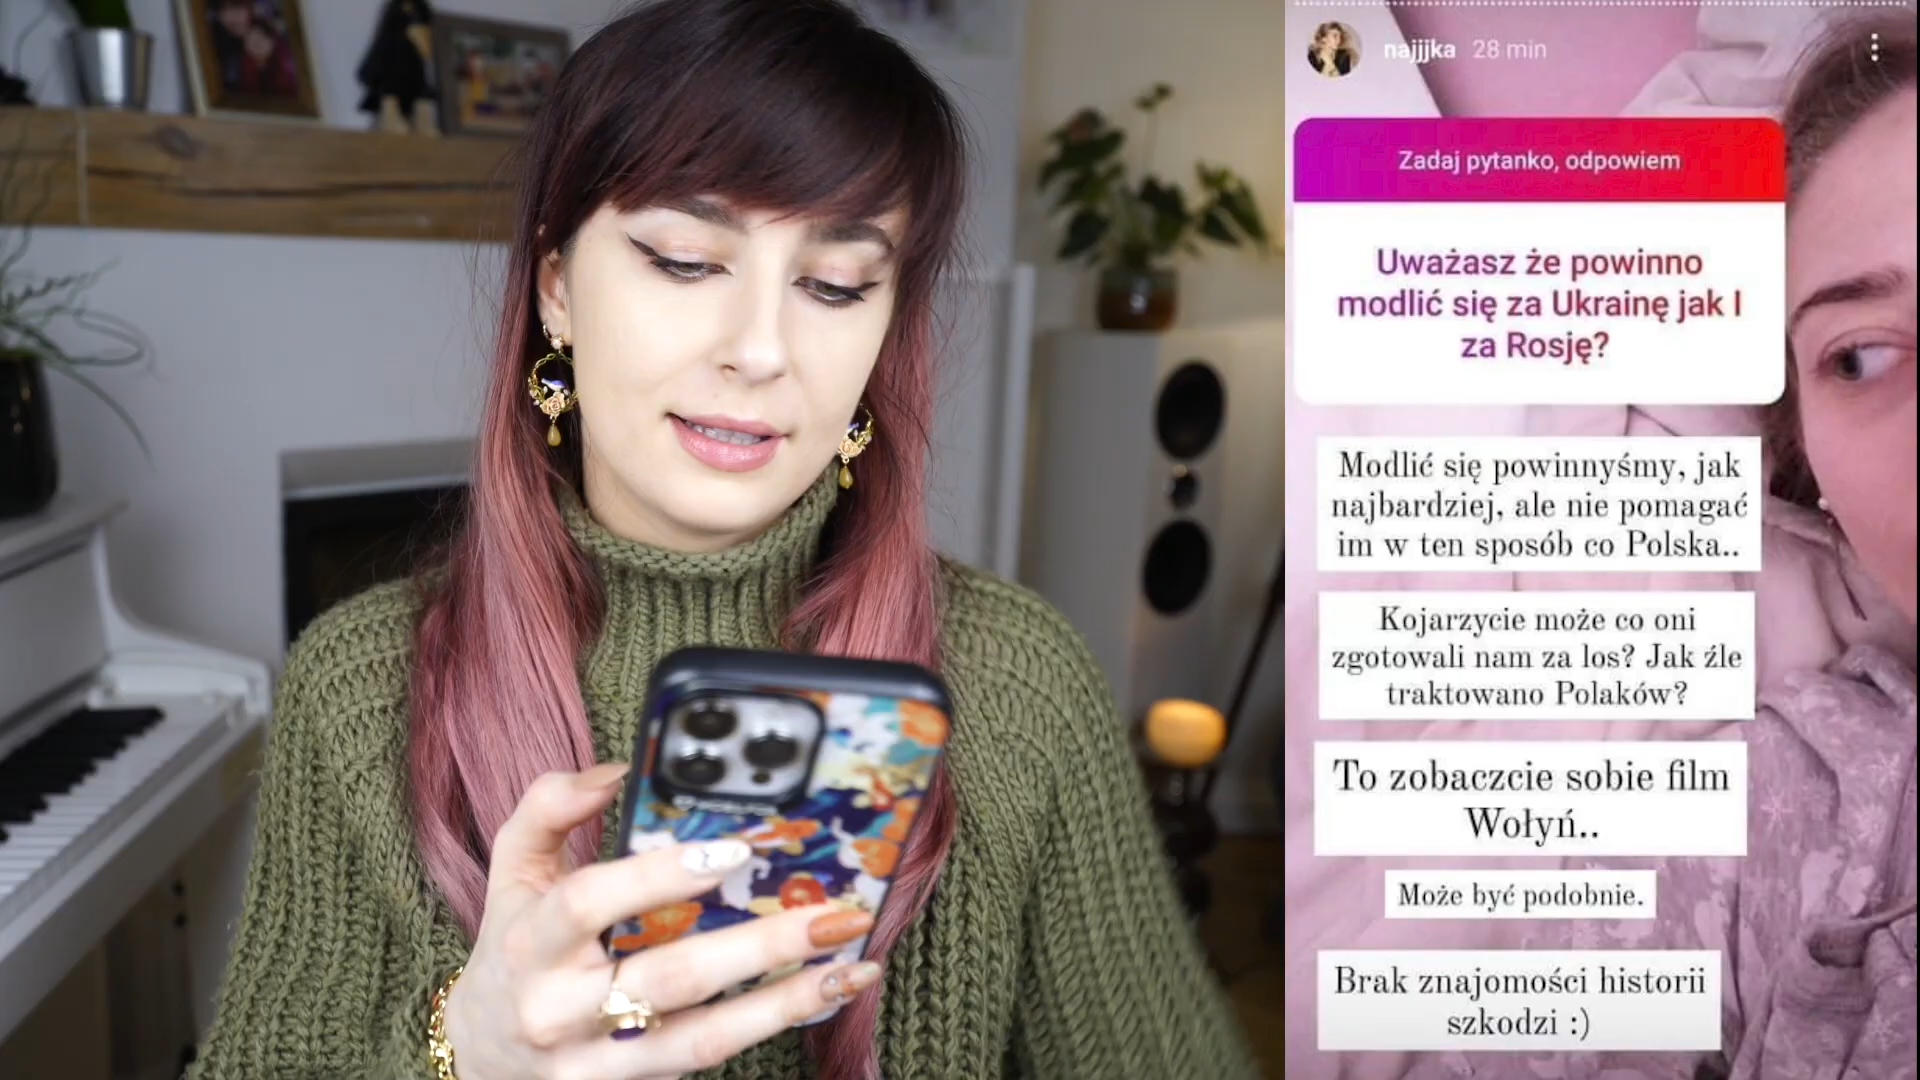 najjjka 28 min
Zadaj pytanko, odpowiem
Uważasz że powinno
modlić się za Ukrainę jak I
za Rosję?
Modlić się powinnyśmy, jak
najbardziej, ale nie pomagać
im w ten sposób co Polska..
Kojarzycie może co oni
zgotowali nam za los? Jak źle
traktowano Polaków?
To zobaczcie sobie film
Wołyń..
Może być podobnie.
Brak znajomości historii
szkodzi :)